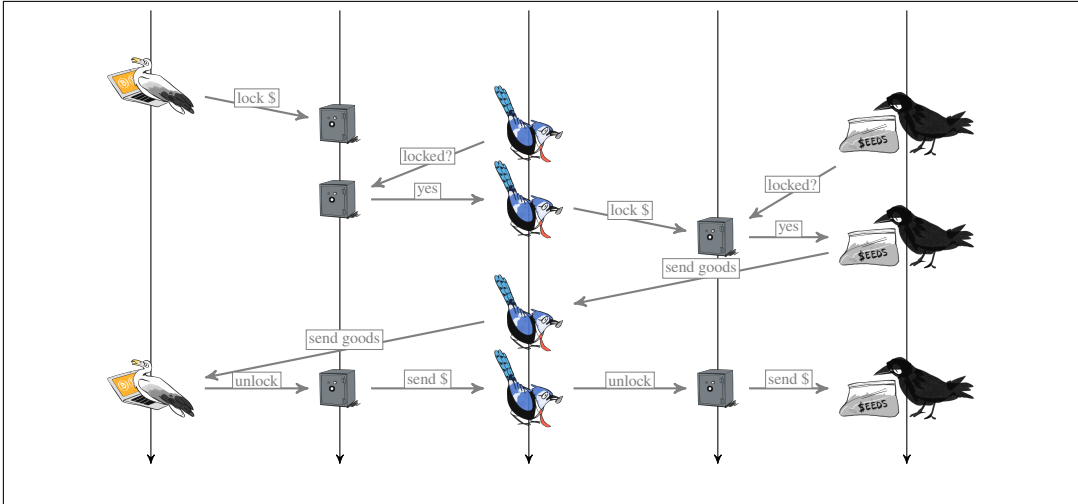 lock $
$EEDS
locked?
locked?
yes
lock $
yes
$EEDS
send goods
send goods
unlock
send $
unlock
send $
$EEDS